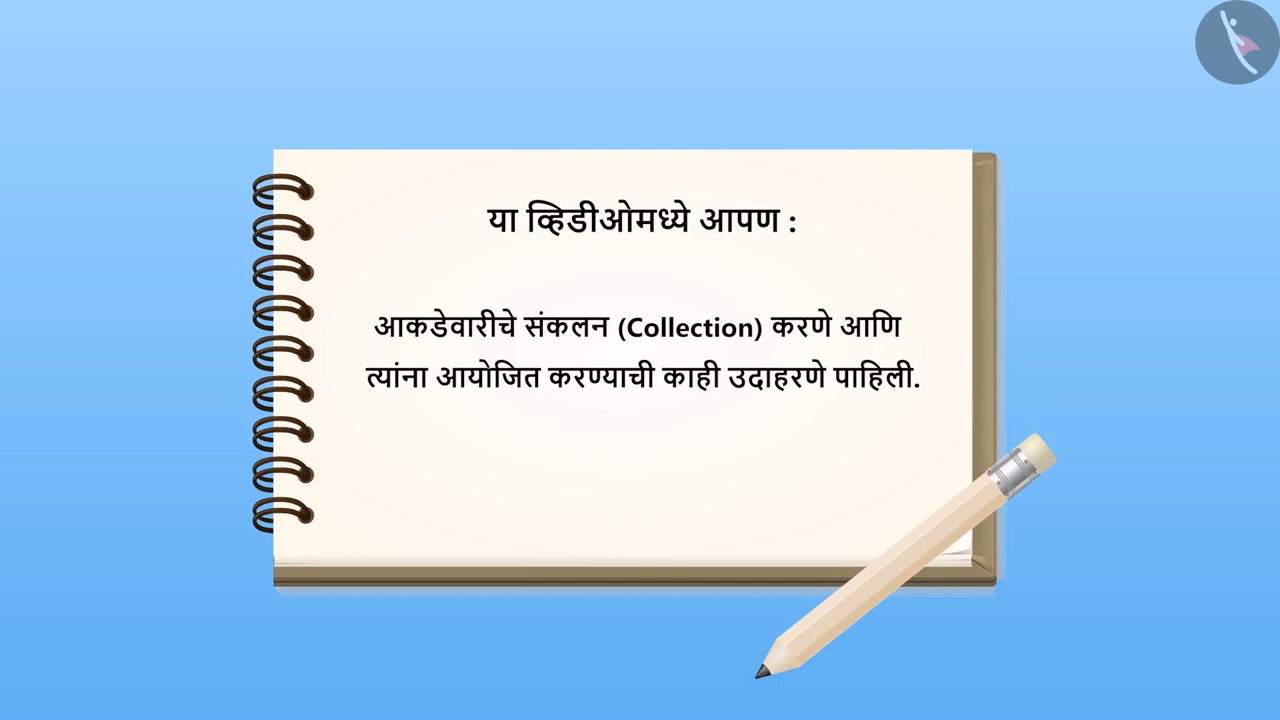 या व्हिडीओमध्ये आपण :
आकडेवारीचे संकलन (Collection) करणे आणि
त्यांना आयोजित करण्याची काही उदाहरणे पाहिली.